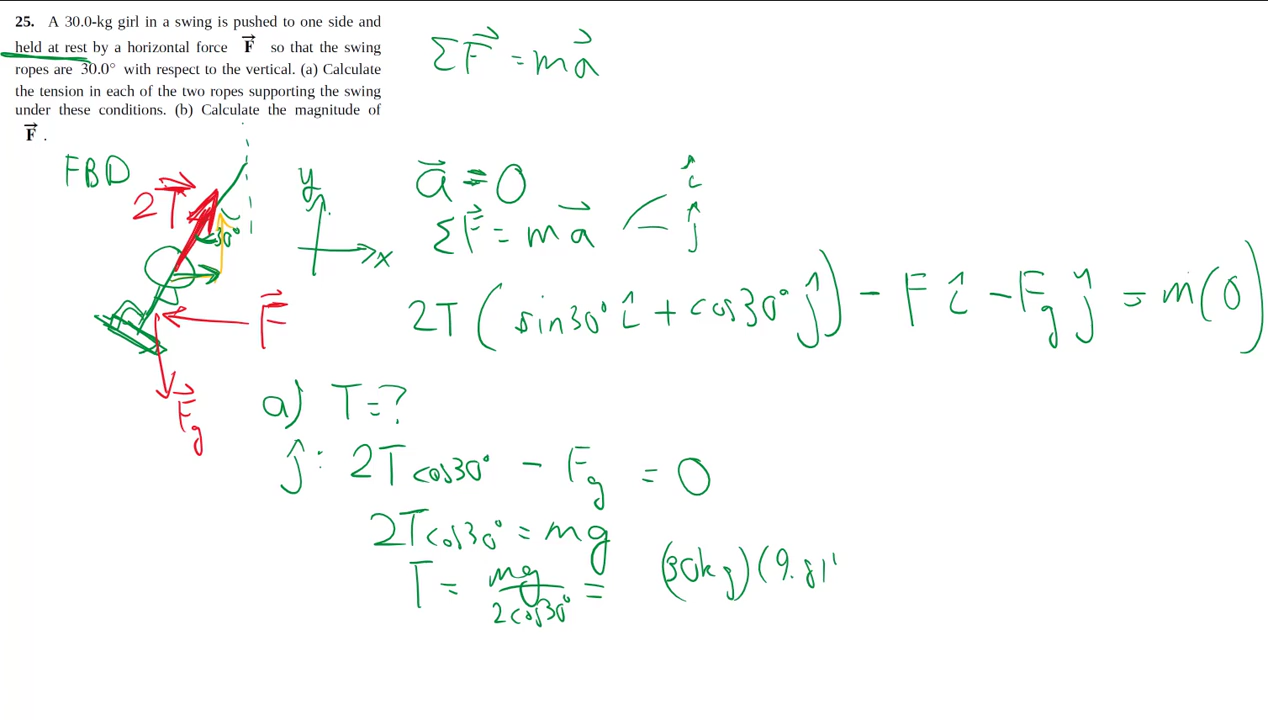 25. A 30.0-kg girl in a swing is pushed to one side and
held at rest by a horizontal force F⃗ so that the swing
ropes are 30.0° with respect to the vertical. (a) Calculate
the tension in each of the two ropes supporting the swing
under these conditions. (b) Calculate the magnitude of
F⃗ .
ΣF⃗ = ma⃗
FBD
2T⃗
30°
F⃗
F⃗g
y
x
a⃗ = 0
ΣF⃗ = ma⃗
î
ĵ
2T ( sin30° î + cos30° ĵ ) − F î − Fg ĵ = m(0)
a) T=?
ĵ: 2T cos30° − Fg = 0
2T cos30° = mg
T = mg/2cos30° = (30kg)(9.81